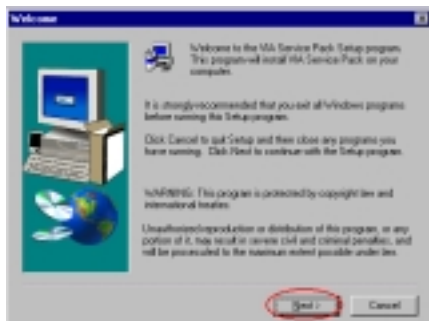 Welcome
Welcome to the VIA Service Pack Setup program.
This program will install VIA Service Pack on your
computer.
It is strongly recommended that you exit all Windows programs
before running this Setup program.
Click Cancel to quit Setup and then close any programs you
have running. Click Next to continue with the Setup program.
WARNING: This program is protected by copyright law and
international treaties.
Unauthorized reproduction or distribution of this program, or any
portion of it, may result in severe civil and criminal penalties, and
will be prosecuted to the maximum extent possible under law.
Next >
Cancel